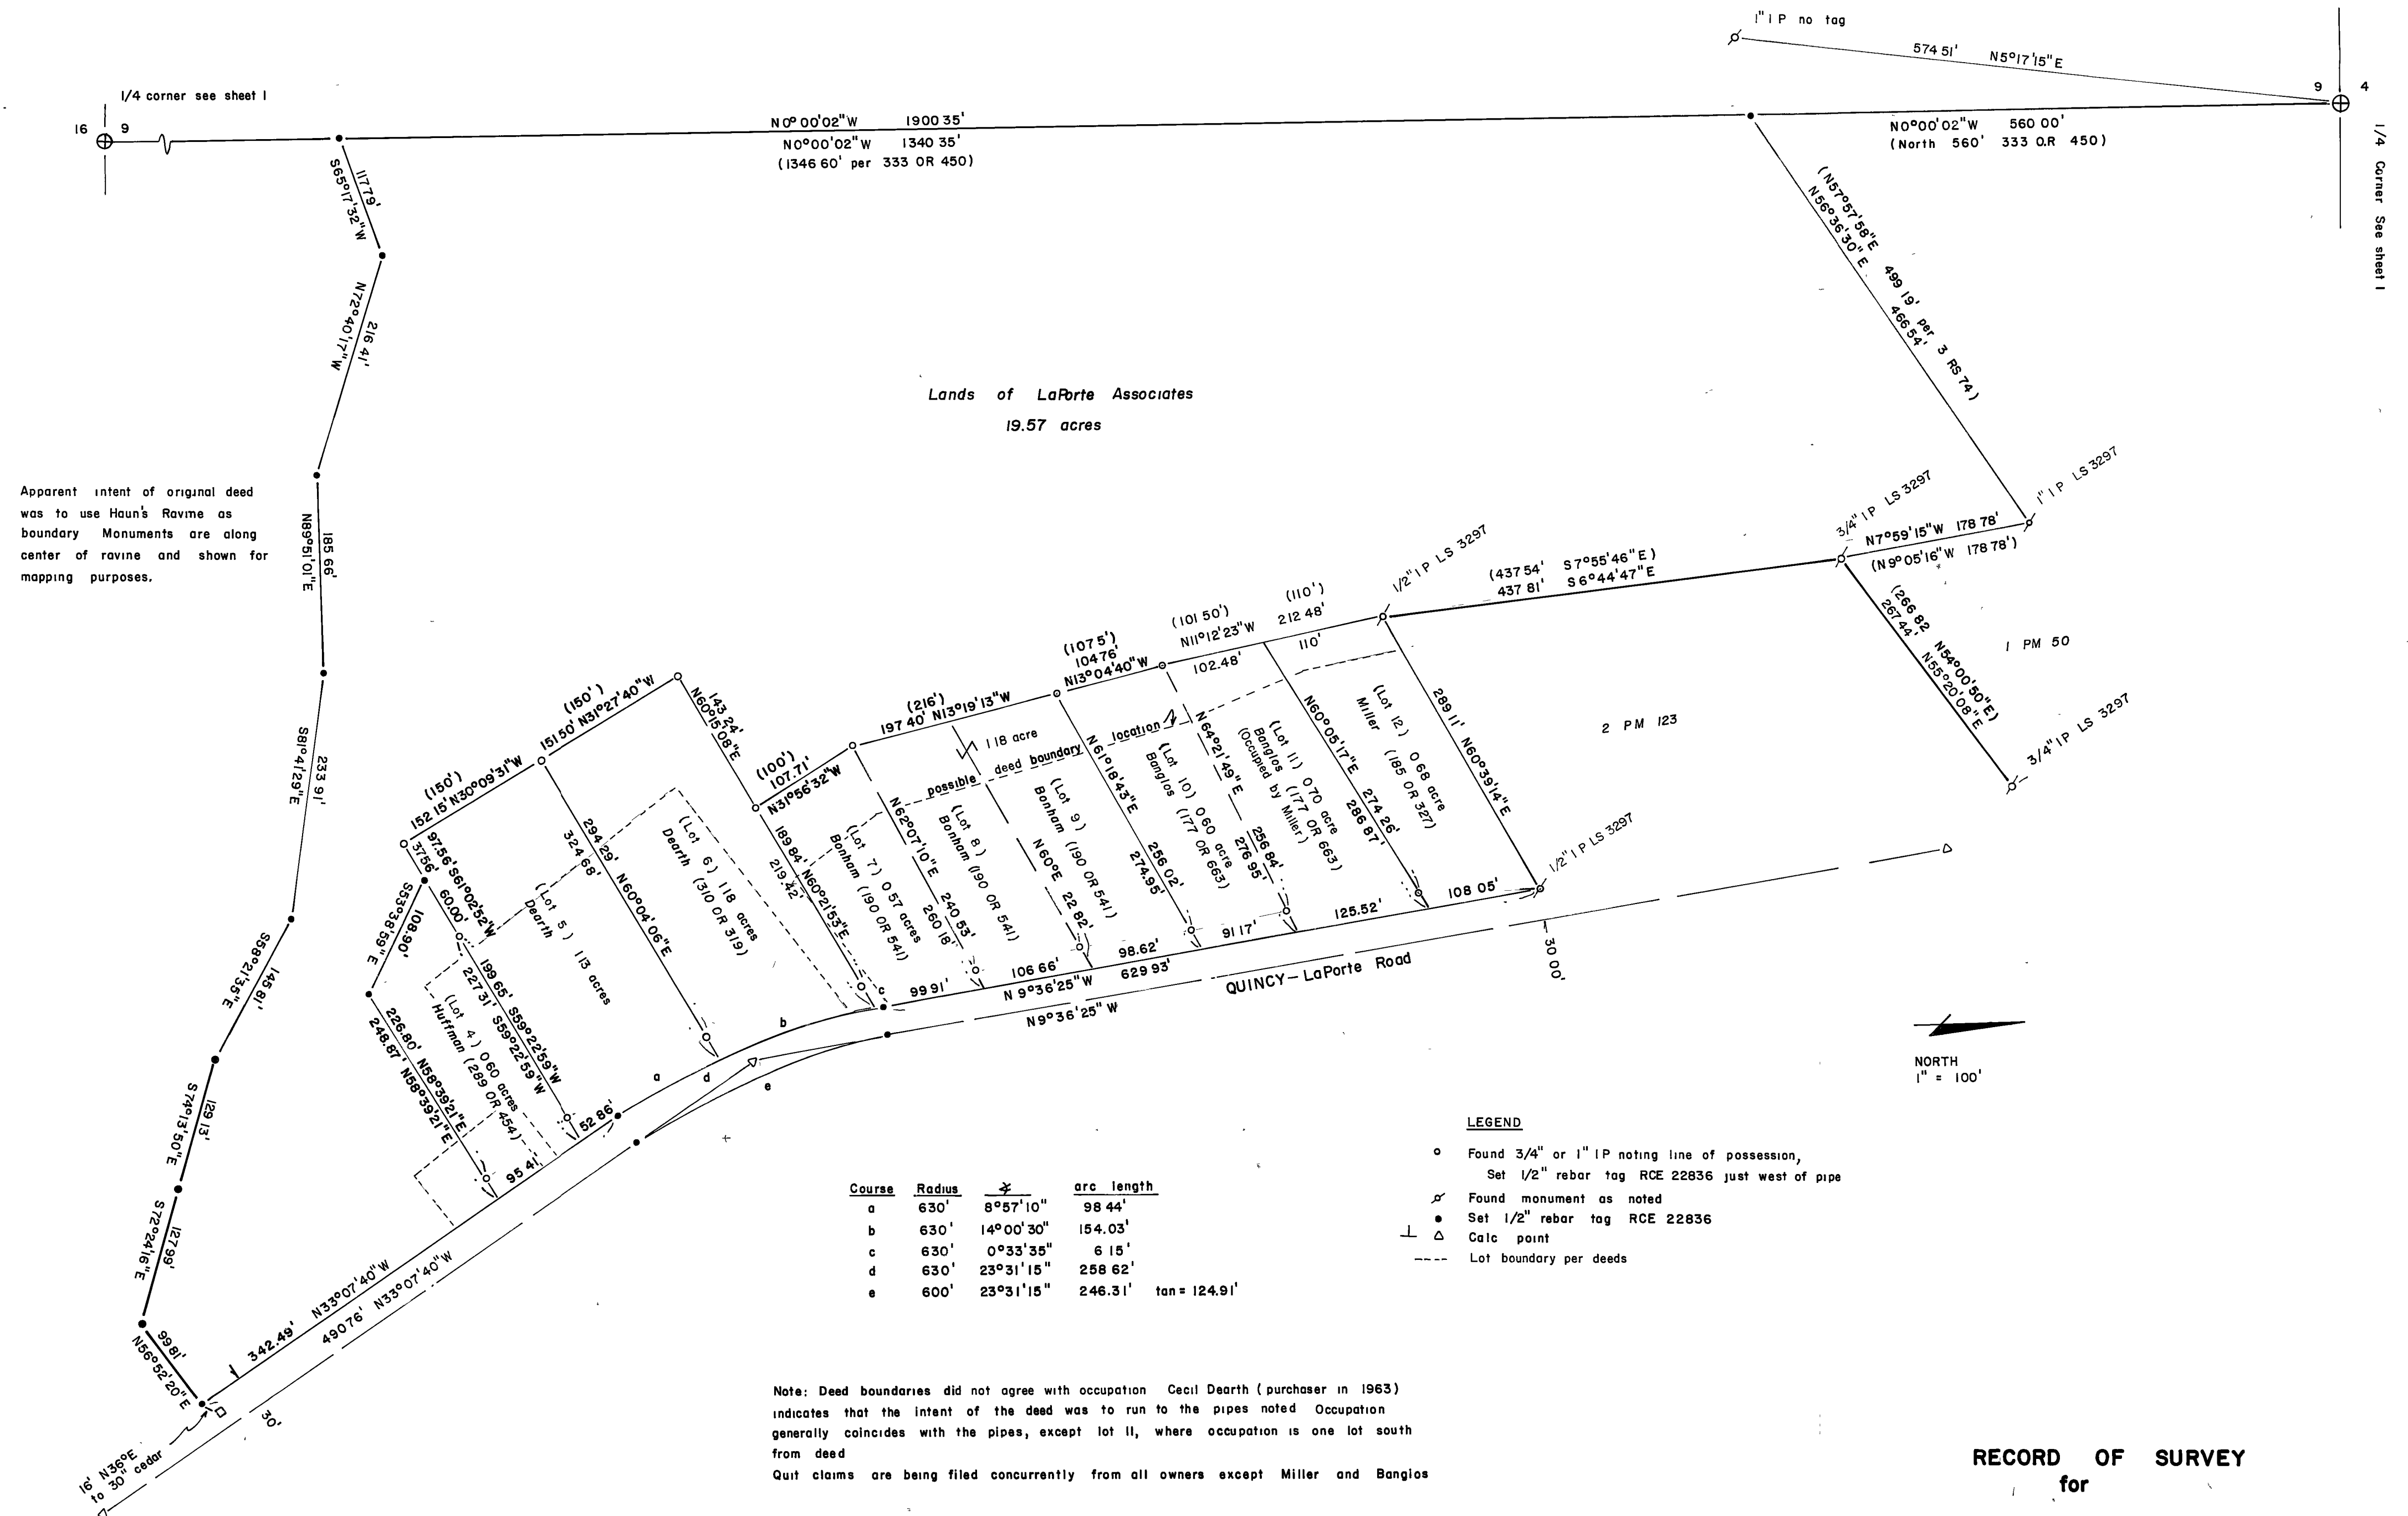 1" I P no tag
574 51' N5°17'15"E
1/4 corner see sheet 1
16 9
9 4
1/4 Corner See sheet 1
N0°00'02"W 1900 35'
N0°00'02"W 1340 35'
(1346 60' per 333 OR 450)
N0°00'02"W 560 00'
(North 560' 333 O.R 450)
117 79'
S65°17'32"W
(N57°57'58"E 499 19' per 3 RS 74)
N56°36'30"E 466 54'
216 41'
N72°40'17"W
Lands of LaPorte Associates
19.57 acres
Apparent intent of original deed
was to use Haun's Ravine as
boundary Monuments are along
center of ravine and shown for
mapping purposes.
185 66'
N89°51'01"E
3/4" I P LS 3297
1" I P LS 3297
N7°59'15"W 178 78'
(N9°05'16"W 178 78')
1/2" I P LS 3297
(437 54' S7°55'46"E)
437 81' S6°44'47"E
(266 82 N54°00'50"E)
267 44' N55°20'08"E
1 PM 50
3/4" I P LS 3297
233 91'
S81°41'29"E
(150')
152 15' N30°09'31"W
(150')
151 50' N31°27'40"W
143 24'
N60°15'08"E
(100')
107.71'
N31°56'32"W
(216')
197 40' N13°19'13"W
(107 5')
104 76'
N13°04'40"W
(101 50')
N11°12'23"W 212 48'
(110')
102.48'
110'
1 18 acre
possible deed boundary location
37 56'
97.56' S61°02'52"W
60.00'
108.90'
S53°38'59"E
199 65' S59°22'59"W
227 31' S59°22'59"W
226.80' N58°39'21"E
248.87' N58°39'21"E
(Lot 4) 0 60 acres
Huffman (289 OR 454)
(Lot 5) 1 13 acres
Dearth
294 29' N60°04'06"E
324 68'
(Lot 6) 1 18 acres
Dearth (310 OR 319)
189 84' N60°21'53"E
219.42'
(Lot 7) 0 57 acres
Bonham (190 OR 541)
N62°07'10"E 240 53'
260 18'
(Lot 8)
Bonham (190 OR 541)
N60°E 22 82'
(Lot 9)
Bonham (190 OR 541)
N61°18'43"E 256 02'
274.95'
(Lot 10) 0 60 acre
Banglos (177 OR 663)
N64°21'49"E 256 84'
276 95'
(Lot 11) 0 70 acre
Banglos (177 OR 663)
(Occupied by Miller)
N60°05'17"E 274.26'
286 87'
(Lot 12) 0 68 acre
Miller (185 OR 327)
289 11' N60°39'14"E
2 PM 123
1/2" I P LS 3297
145 81'
S58°21'35"E
129 13'
S74°13'50"E
127 99'
S72°24'16"E
99 81'
N56°52'20"E
16' N36°E
to 30" cedar
30'
342.49' N33°07'40"W
490 76' N33°07'40"W
95 41'
52 86'
a
b
c
d
e
99 91'
106 66'
98.62'
91 17'
125.52'
108 05'
N 9°36'25"W 629 93'
N 9°36'25" W
QUINCY-LaPorte Road
30 00'
NORTH
1" = 100'
Course Radius ∡ arc length
a 630' 8°57'10" 98 44'
b 630' 14°00'30" 154.03'
c 630' 0°33'35" 6 15'
d 630' 23°31'15" 258 62'
e 600' 23°31'15" 246.31' tan = 124.91'
LEGEND
Found 3/4" or 1" I P noting line of possession,
Set 1/2" rebar tag RCE 22836 just west of pipe
Found monument as noted
Set 1/2" rebar tag RCE 22836
Calc point
Lot boundary per deeds
Note: Deed boundaries did not agree with occupation Cecil Dearth (purchaser in 1963)
indicates that the intent of the deed was to run to the pipes noted Occupation
generally coincides with the pipes, except lot 11, where occupation is one lot south
from deed
Quit claims are being filed concurrently from all owners except Miller and Banglos
RECORD OF SURVEY
for